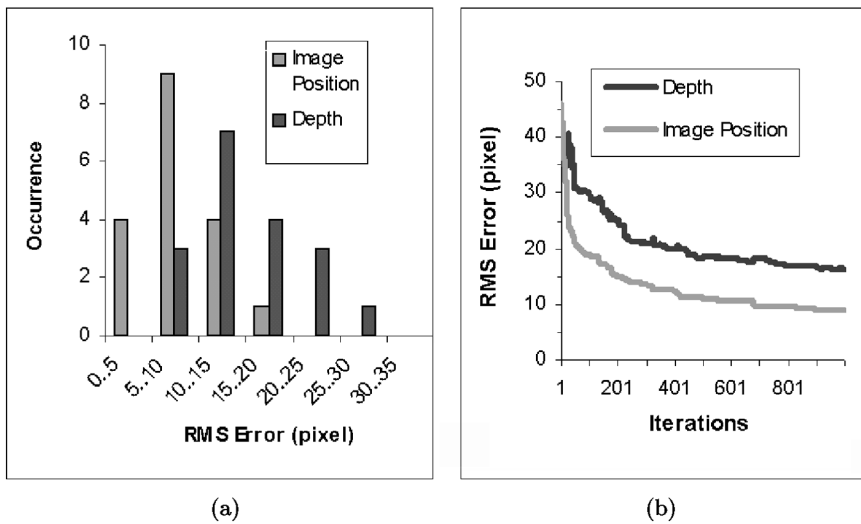 10
8
6
4
2
0
Occurrence
Image
Position
Depth
0..5
5..10
10..15
15..20
20..25
25..30
30..35
RMS Error (pixel)
(a)
50
40
30
20
10
0
RMS Error (pixel)
Depth
Image Position
1
201
401
601
801
Iterations
(b)